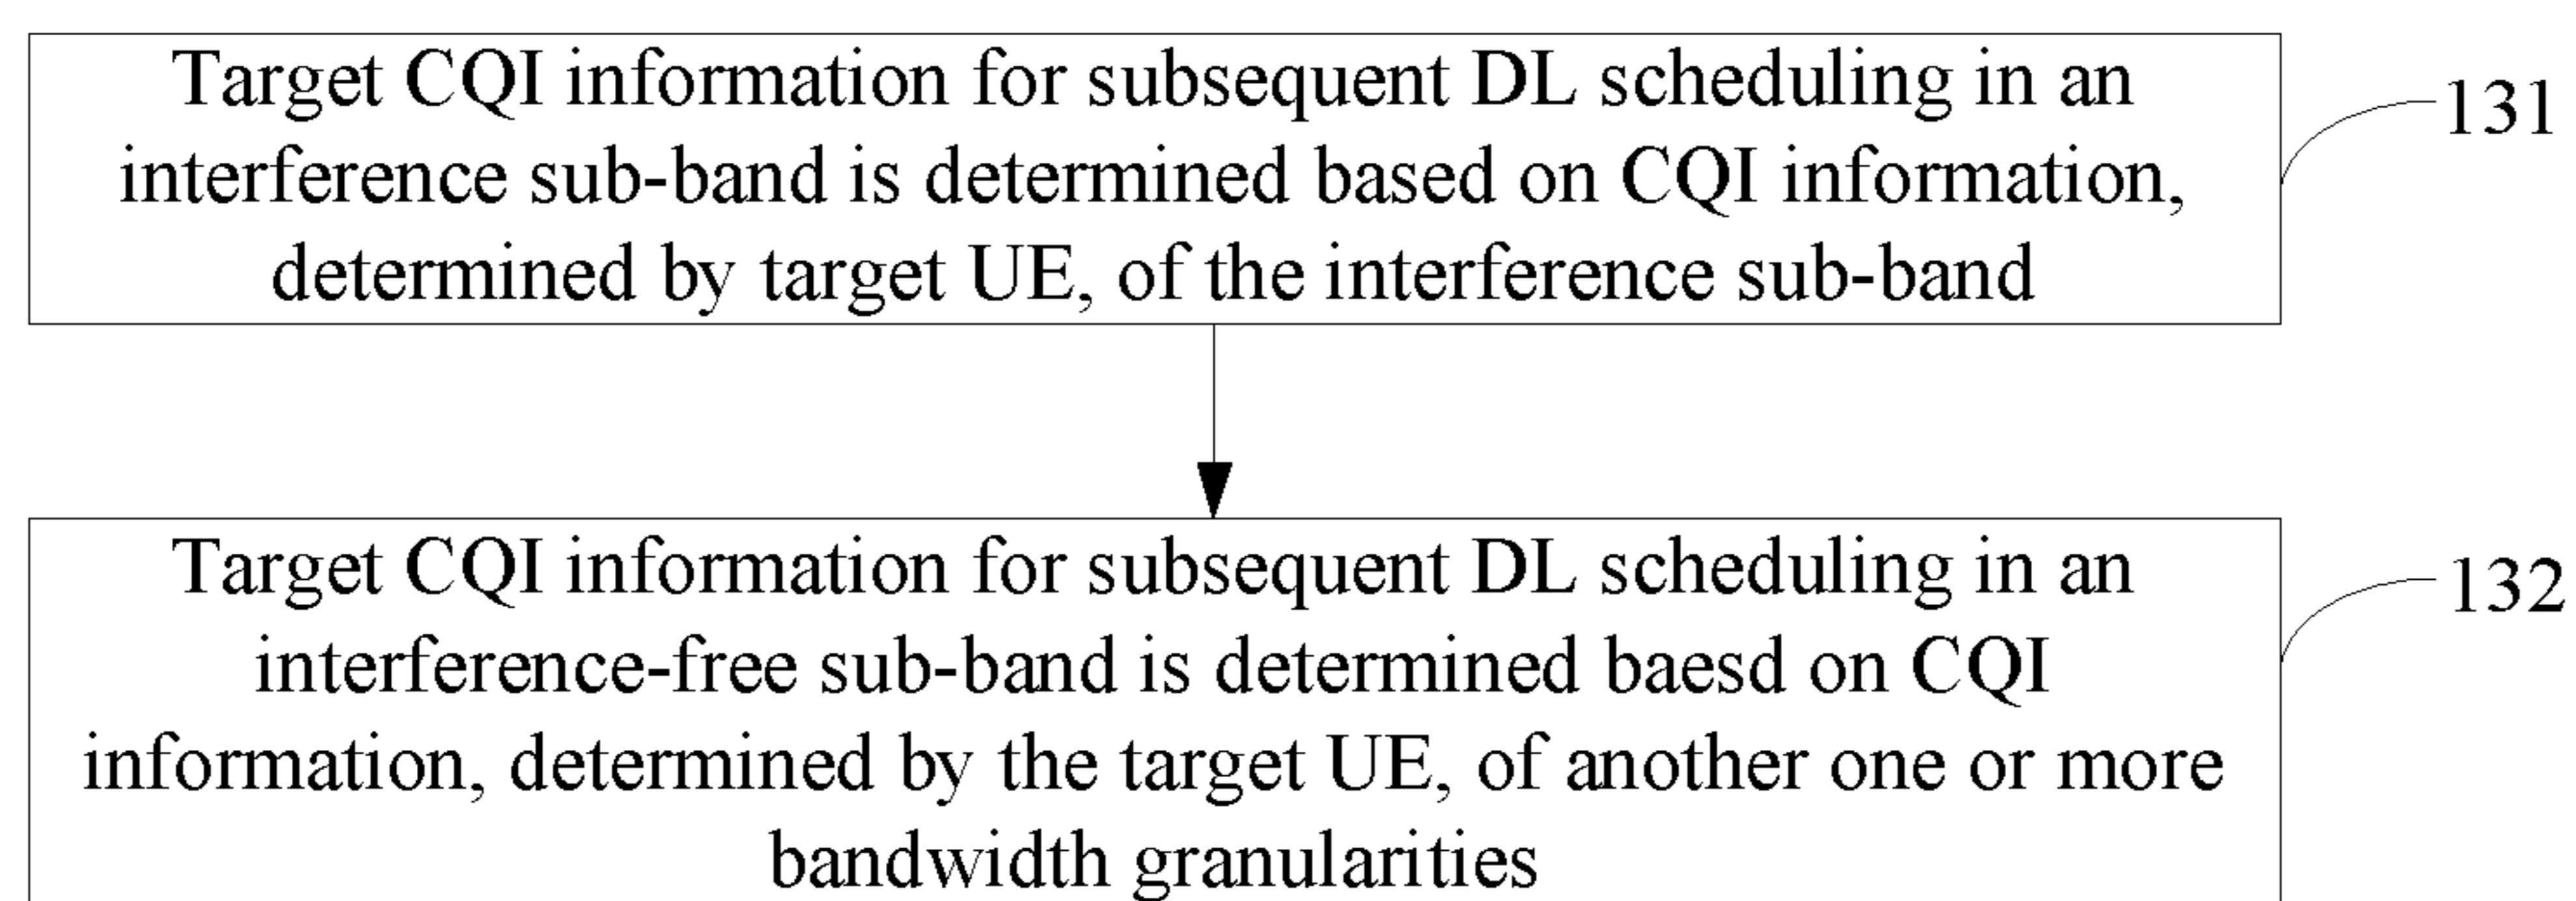 Target CQI information for subsequent DL scheduling in an
interference sub-band is determined based on CQI information,
determined by target UE, of the interference sub-band
131
Target CQI information for subsequent DL scheduling in an
interference-free sub-band is determined baesd on CQI
information, determined by the target UE, of another one or more
bandwidth granularities
132